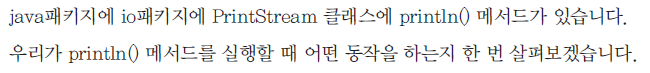 java패키지에 io패키지에 PrintStream 클래스에 println() 메서드가 있습니다.
우리가 println() 메서드를 실행할 때 어떤 동작을 하는지 한 번 살펴보겠습니다.